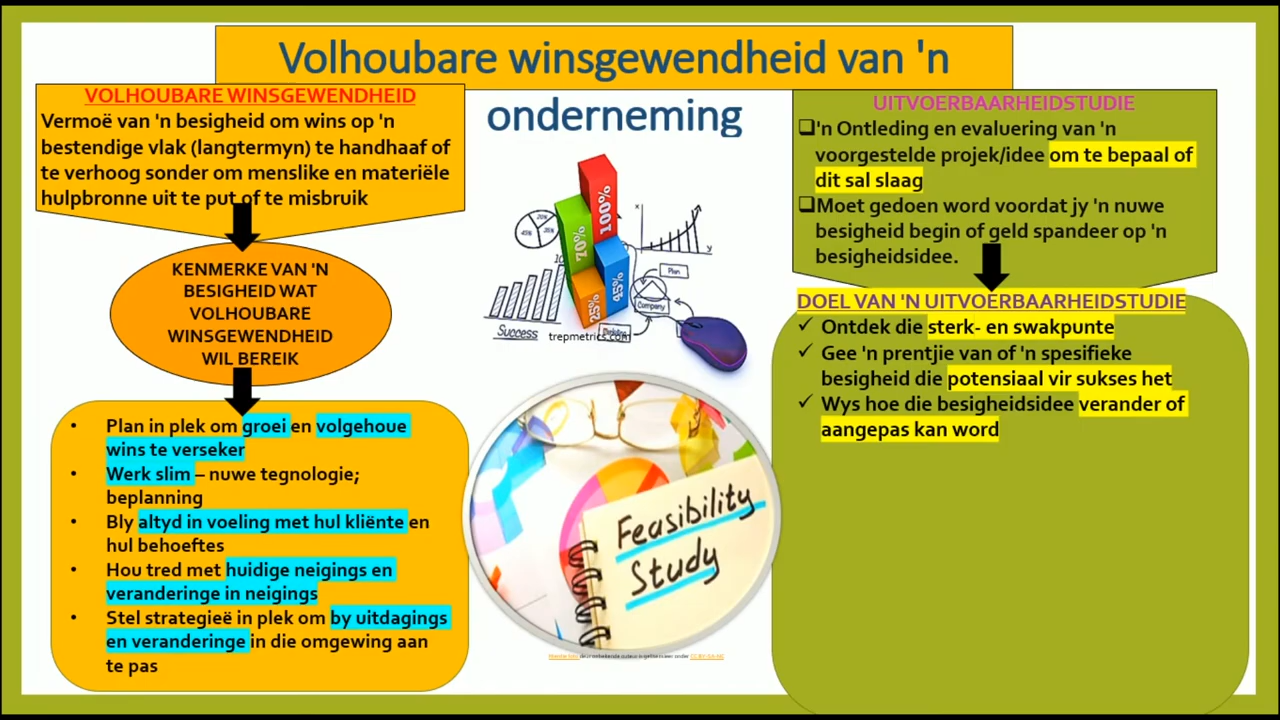 Volhoubare winsgewendheid van 'n
onderneming
VOLHOUBARE WINSGEWENDHEID
Vermoë van 'n besigheid om wins op 'n
bestendige vlak (langtermyn) te handhaaf of
te verhoog sonder om menslike en materiële
hulpbronne uit te put of te misbruik
KENMERKE VAN 'N
BESIGHEID WAT
VOLHOUBARE
WINSGEWENDHEID
WIL BEREIK
• Plan in plek om groei en volgehoue
wins te verseker
• Werk slim – nuwe tegnologie;
beplanning
• Bly altyd in voeling met hul kliënte en
hul behoeftes
• Hou tred met huidige neigings en
veranderinge in neigings
• Stel strategieë in plek om by uitdagings
en veranderinge in die omgewing aan
te pas
100%
70%
45%
25%
20%
45%
35%
x
y
10
Plan
Company
Success
trepmetrics.com
Feasibility
Study
UITVOERBAARHEIDSTUDIE
❑'n Ontleding en evaluering van 'n
voorgestelde projek/idee om te bepaal of
dit sal slaag
❑Moet gedoen word voordat jy 'n nuwe
besigheid begin of geld spandeer op 'n
besigheidsidee.
DOEL VAN 'N UITVOERBAARHEIDSTUDIE
✓ Ontdek die sterk- en swakpunte
✓ Gee 'n prentjie van of 'n spesifieke
besigheid die potensiaal vir sukses het
✓ Wys hoe die besigheidsidee verander of
aangepas kan word